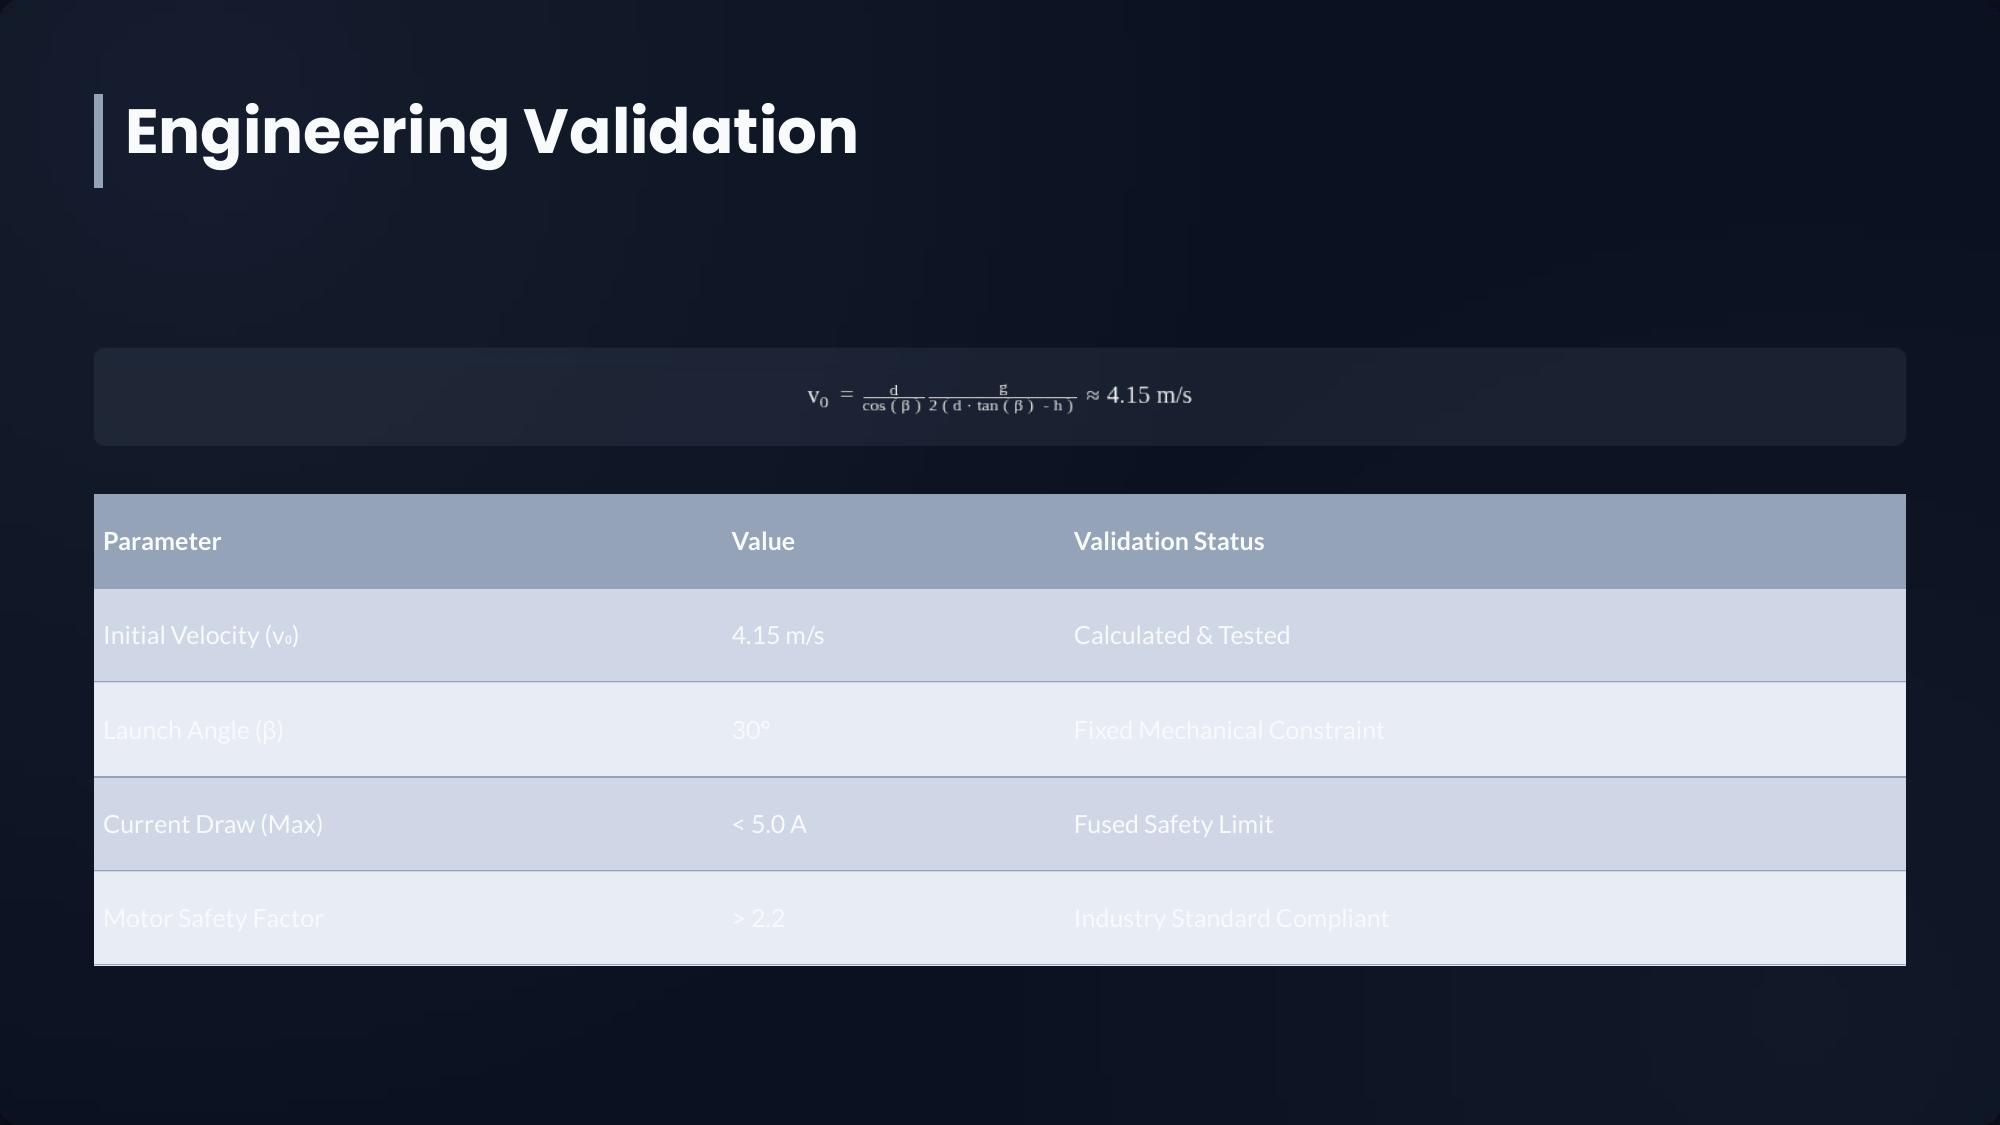 Engineering Validation
v₀ = d/cos ( β ) g/2 ( d · tan ( β ) - h ) ≈ 4.15 m/s
Parameter Value Validation Status
Initial Velocity (v₀) 4.15 m/s Calculated & Tested
Launch Angle (β) 30° Fixed Mechanical Constraint
Current Draw (Max) < 5.0 A Fused Safety Limit
Motor Safety Factor > 2.2 Industry Standard Compliant